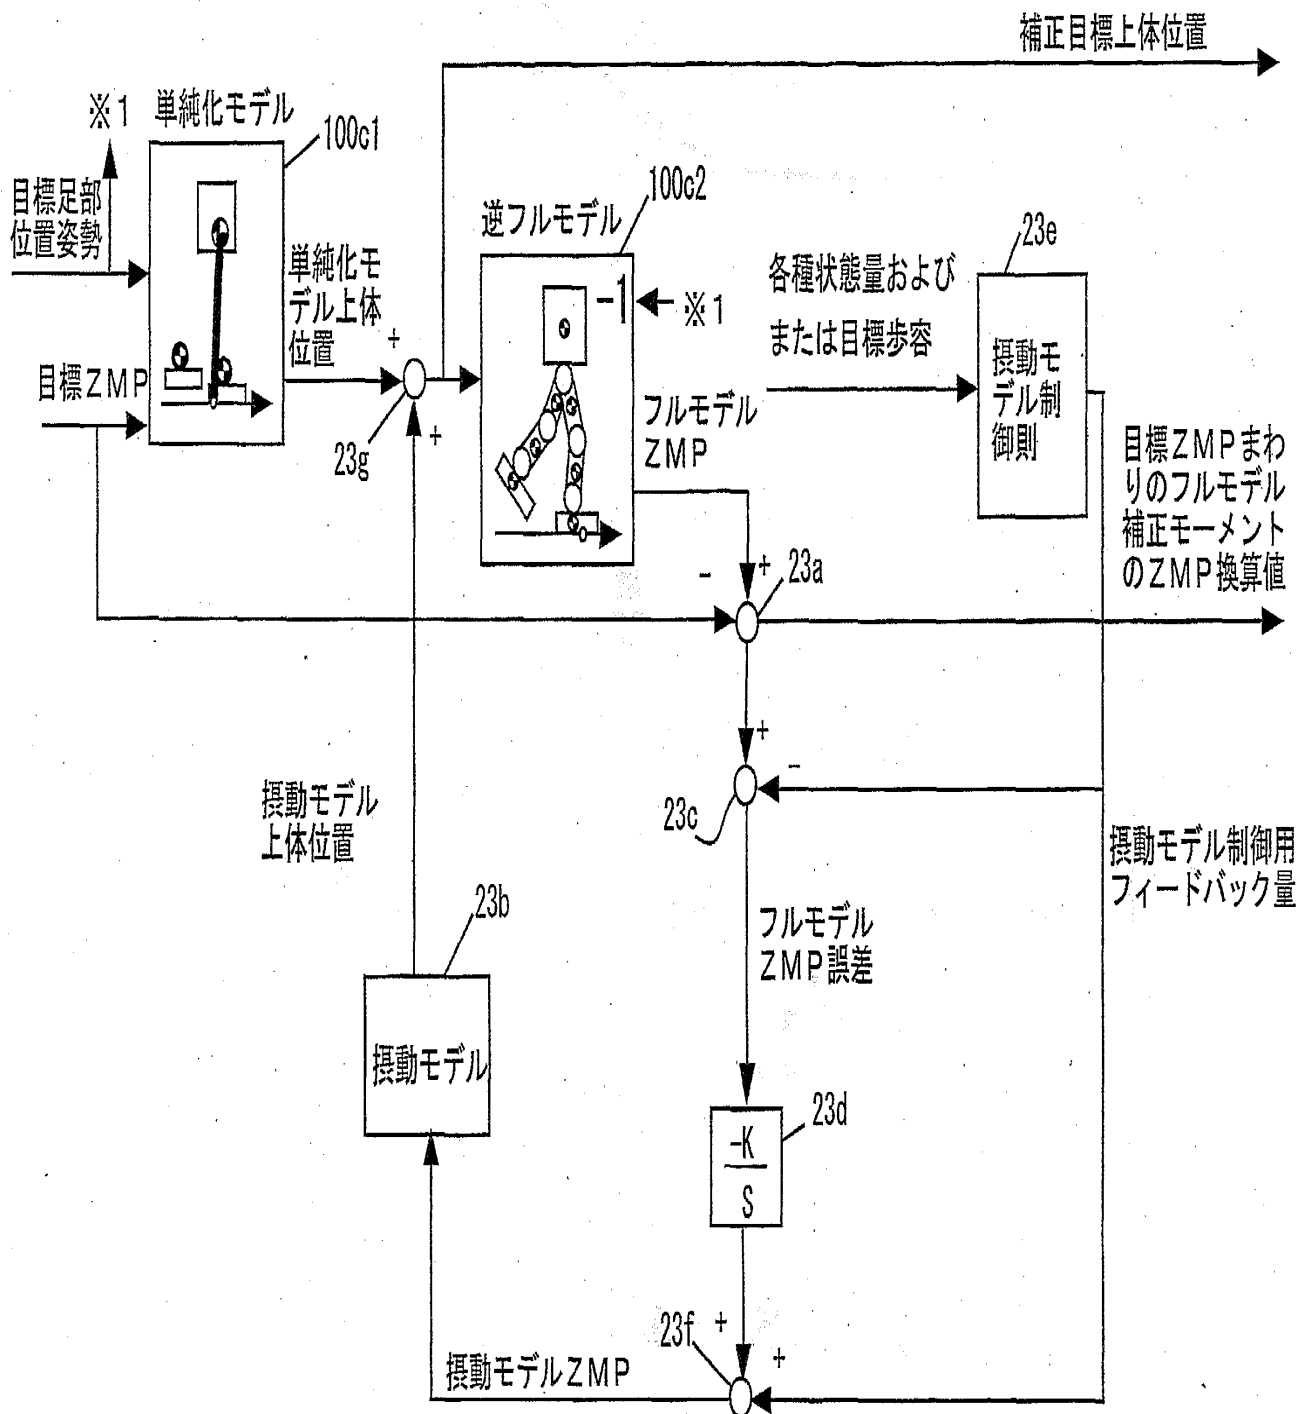 補正目標上体位置
※1
単純化モデル
100c1
目標足部
位置姿勢
100c2
逆フルモデル
23e
単純化モ
デル上体
位置
-1
※1
各種状態量および
または目標歩容
摂動モ
デル制
御則
+
目標ZMP
23g
+
フルモデル
ZMP
目標ZMPまわ
りのフルモデル
補正モーメント
のZMP換算値
-
+
23a
+
-
23c
摂動モデル
上体位置
摂動モデル制御用
フィードバック量
23b
フルモデル
ZMP誤差
摂動モデル
23d
-K
S
23f
+
+
摂動モデルZMP